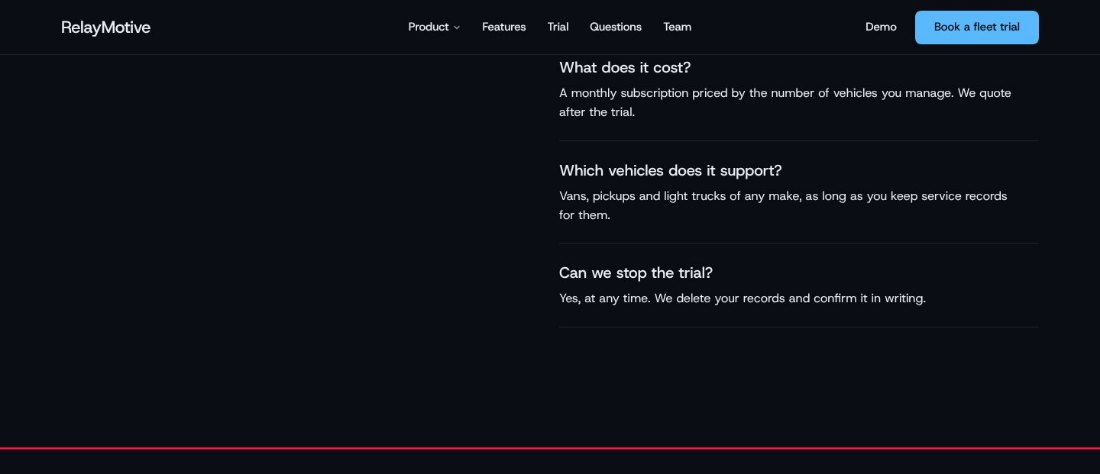 RelayMotive
Product
Features
Trial
Questions
Team
Demo
Book a fleet trial
What does it cost?
A monthly subscription priced by the number of vehicles you manage. We quote
after the trial.
Which vehicles does it support?
Vans, pickups and light trucks of any make, as long as you keep service records
for them.
Can we stop the trial?
Yes, at any time. We delete your records and confirm it in writing.